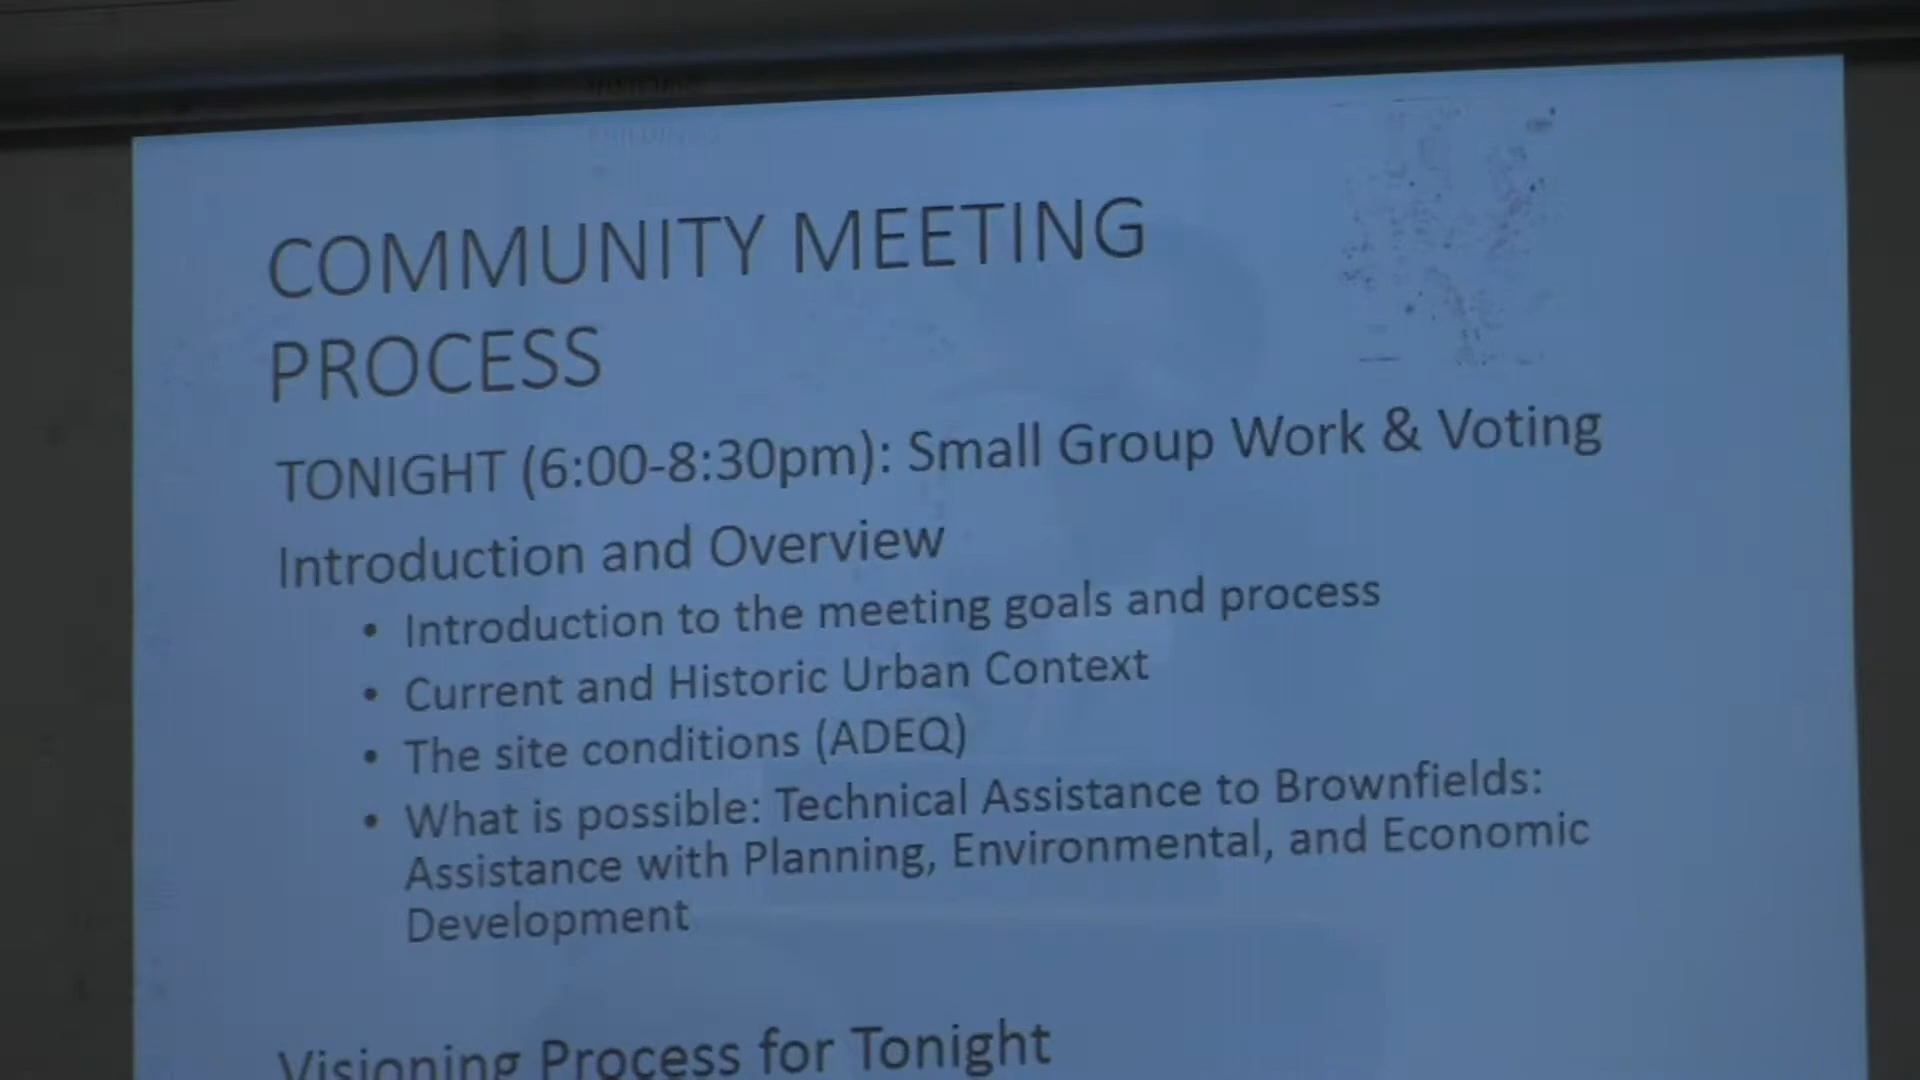 COMMUNITY MEETING
PROCESS
TONIGHT (6:00-8:30pm): Small Group Work & Voting
Introduction and Overview
• Introduction to the meeting goals and process
• Current and Historic Urban Context
• The site conditions (ADEQ)
• What is possible: Technical Assistance to Brownfields:
Assistance with Planning, Environmental, and Economic
Development
Visioning Process for Tonight